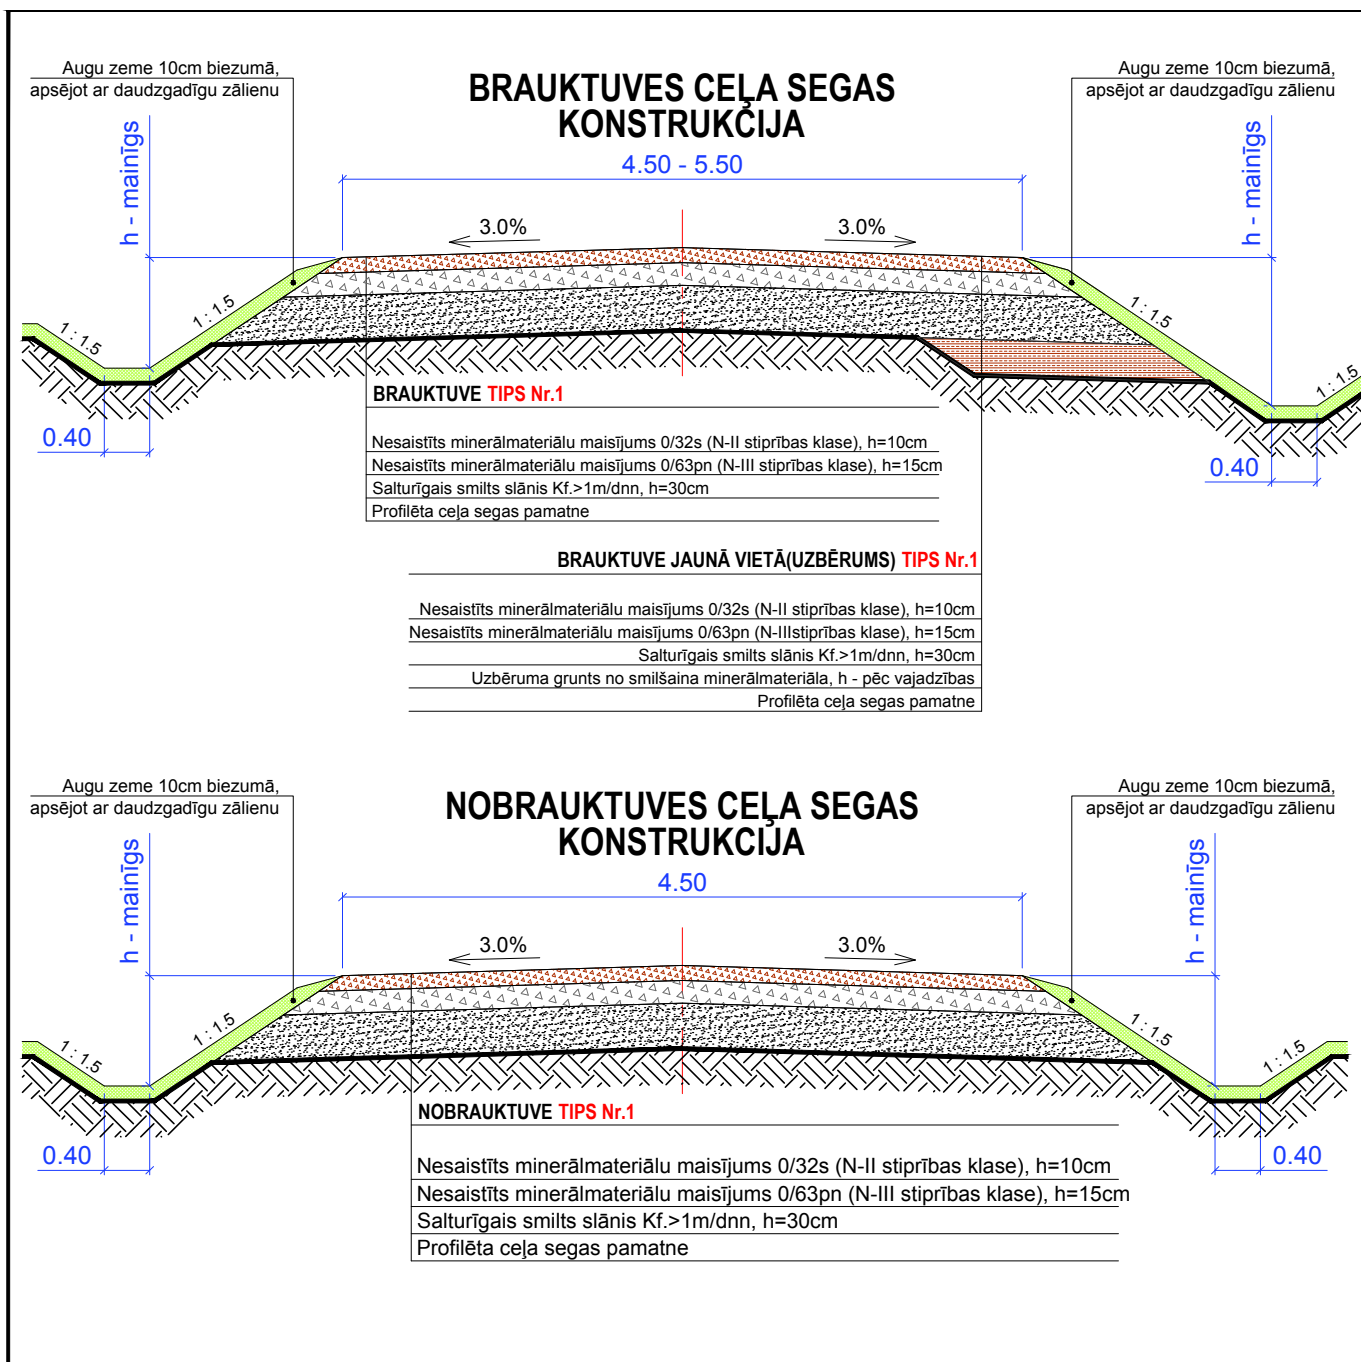 Augu zeme 10cm biezumā,
apsējot ar daudzgadīgu zālienu
BRAUKTUVES CEĻA SEGAS
KONSTRUKCIJA
Augu zeme 10cm biezumā,
apsējot ar daudzgadīgu zālienu
h - mainīgs
4.50 - 5.50
h - mainīgs
3.0%
3.0%
1 : 1.5
1 : 1.5
1 : 1.5
1 : 1.5
0.40
0.40
BRAUKTUVE TIPS Nr.1
Nesaistīts minerālmateriālu maisījums 0/32s (N-II stiprības klase), h=10cm
Nesaistīts minerālmateriālu maisījums 0/63pn (N-III stiprības klase), h=15cm
Salturīgais smilts slānis Kf.>1m/dnn, h=30cm
Profilēta ceļa segas pamatne
BRAUKTUVE JAUNĀ VIETĀ(UZBĒRUMS) TIPS Nr.1
Nesaistīts minerālmateriālu maisījums 0/32s (N-II stiprības klase), h=10cm
Nesaistīts minerālmateriālu maisījums 0/63pn (N-IIIstiprības klase), h=15cm
Salturīgais smilts slānis Kf.>1m/dnn, h=30cm
Uzbēruma grunts no smilšaina minerālmateriāla, h - pēc vajadzības
Profilēta ceļa segas pamatne
Augu zeme 10cm biezumā,
apsējot ar daudzgadīgu zālienu
NOBRAUKTUVES CEĻA SEGAS
KONSTRUKCIJA
Augu zeme 10cm biezumā,
apsējot ar daudzgadīgu zālienu
h - mainīgs
4.50
h - mainīgs
3.0%
3.0%
1 : 1.5
1 : 1.5
1 : 1.5
1 : 1.5
0.40
0.40
NOBRAUKTUVE TIPS Nr.1
Nesaistīts minerālmateriālu maisījums 0/32s (N-II stiprības klase), h=10cm
Nesaistīts minerālmateriālu maisījums 0/63pn (N-III stiprības klase), h=15cm
Salturīgais smilts slānis Kf.>1m/dnn, h=30cm
Profilēta ceļa segas pamatne